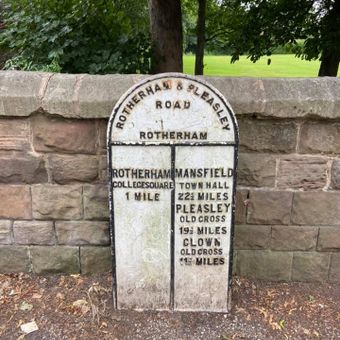 ROTHERHAM & PLEASLEY
ROAD
ROTHERHAM
ROTHERHAM
COLLEGE SQUARE
1 MILE
MANSFIELD
TOWN HALL
22½ MILES
PLEASLEY
OLD CROSS
19½ MILES
CLOWN
OLD CROSS
MILES